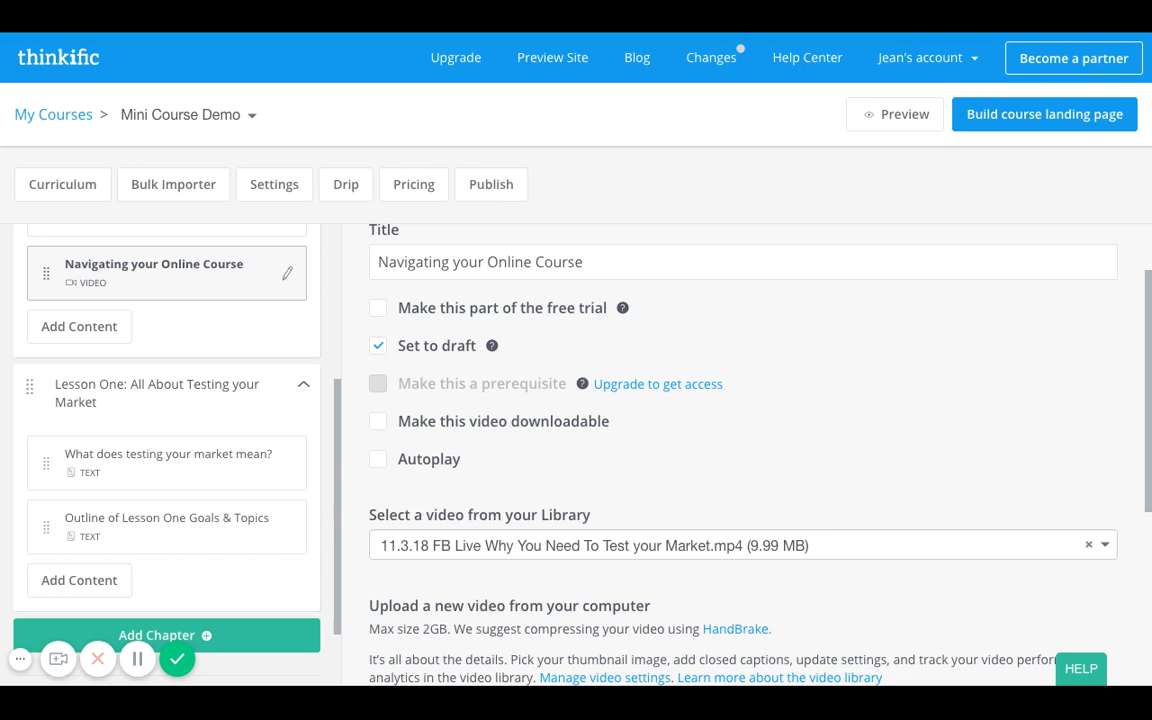 thinkific
Upgrade
Preview Site
Blog
Changes
Help Center
Jean's account
Become a partner
My Courses > Mini Course Demo
Preview
Build course landing page
Curriculum
Bulk Importer
Settings
Drip
Pricing
Publish
Navigating your Online Course
VIDEO
Add Content
Lesson One: All About Testing your
Market
What does testing your market mean?
TEXT
Outline of Lesson One Goals & Topics
TEXT
Add Content
Add Chapter
Title
Navigating your Online Course
Make this part of the free trial ?
Set to draft ?
Make this a prerequisite ? Upgrade to get access
Make this video downloadable
Autoplay
Select a video from your Library
11.3.18 FB Live Why You Need To Test your Market.mp4 (9.99 MB)
Upload a new video from your computer
Max size 2GB. We suggest compressing your video using HandBrake.
It's all about the details. Pick your thumbnail image, add closed captions, update settings, and track your video
analytics in the video library. Manage video settings. Learn more about the video library
HELP